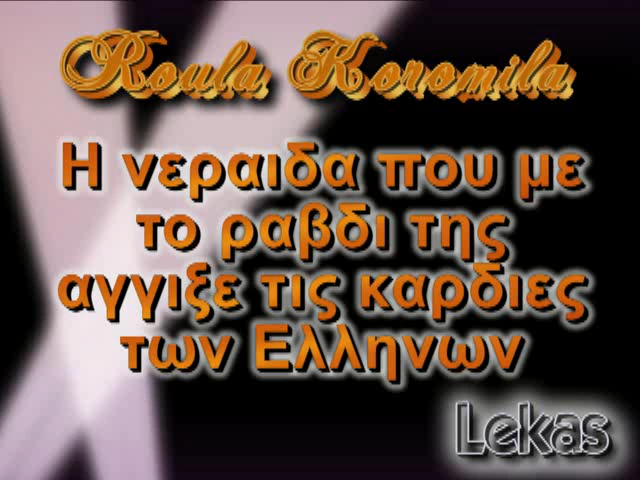 Roula Koromila
Η νεραιδα που με
το ραβδι της
αγγιξε τις καρδιες
των Ελληνων
Lekas